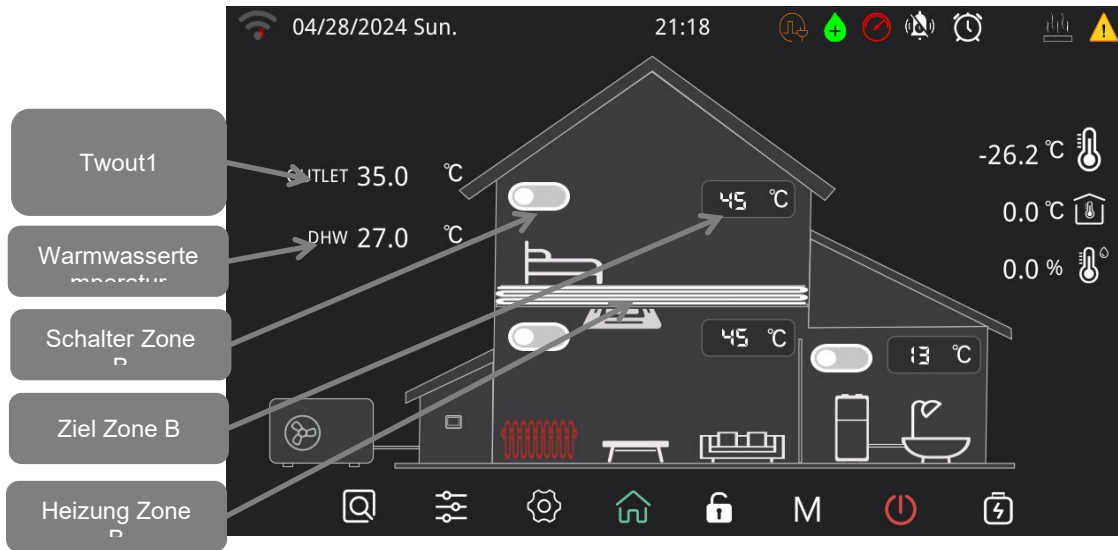 04/28/2024 Sun.
21:18
Twout1
OUTLET 35.0 ℃
Warmwasserte
DHW 27.0 ℃
45 ℃
-26.2 ℃
0.0 ℃
0.0 %
Schalter Zone
45 ℃
13 ℃
Ziel Zone B
Heizung Zone
M